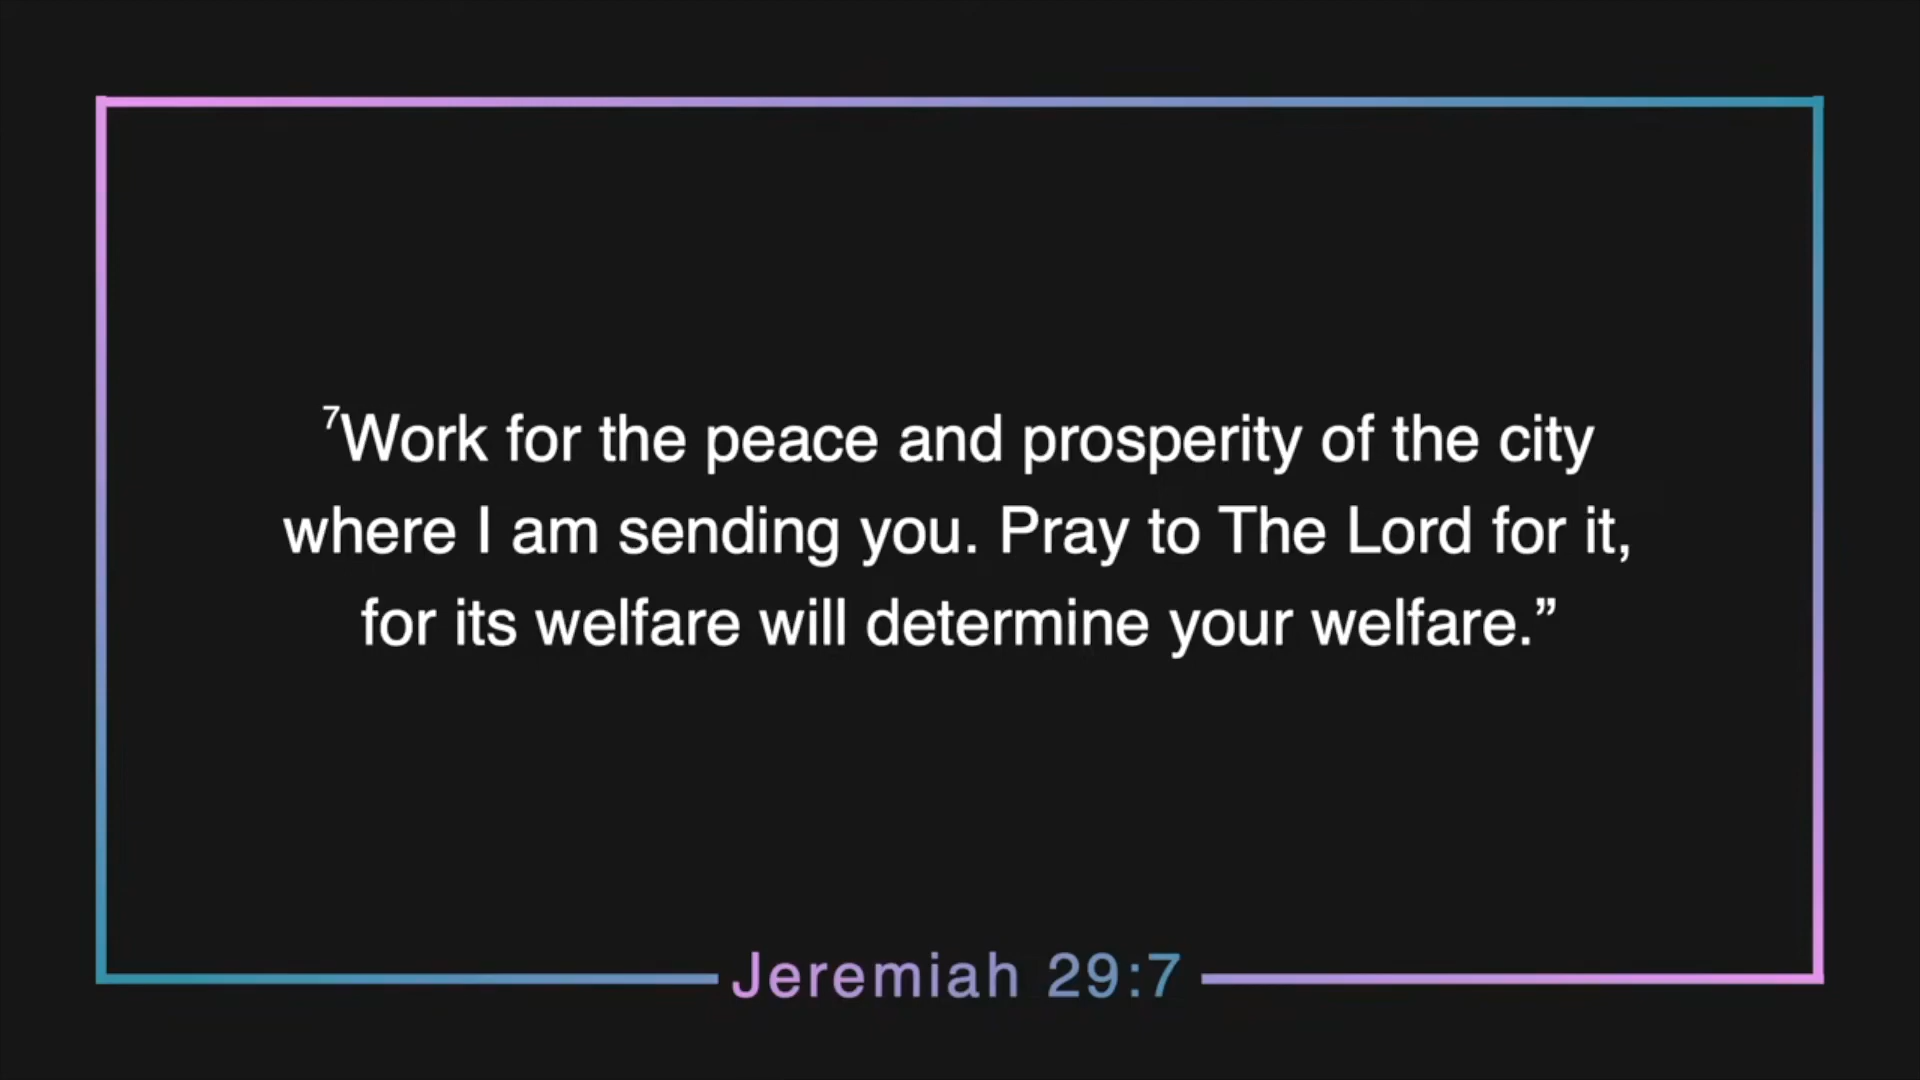 ⁷Work for the peace and prosperity of the city
where I am sending you. Pray to The Lord for it,
for its welfare will determine your welfare.”
Jeremiah 29:7